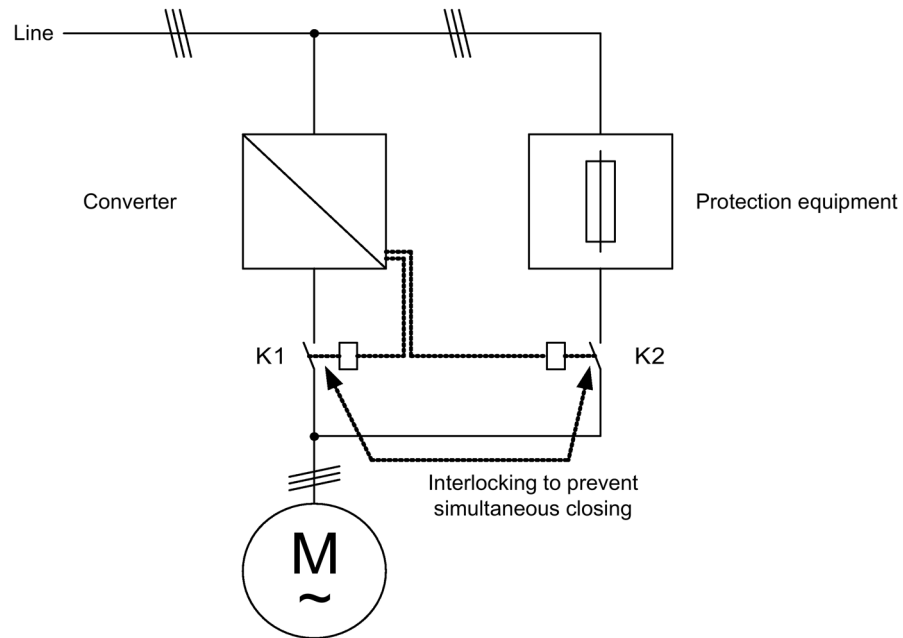 Line
Converter
Protection equipment
K1
K2
Interlocking to prevent
simultaneous closing
M
~